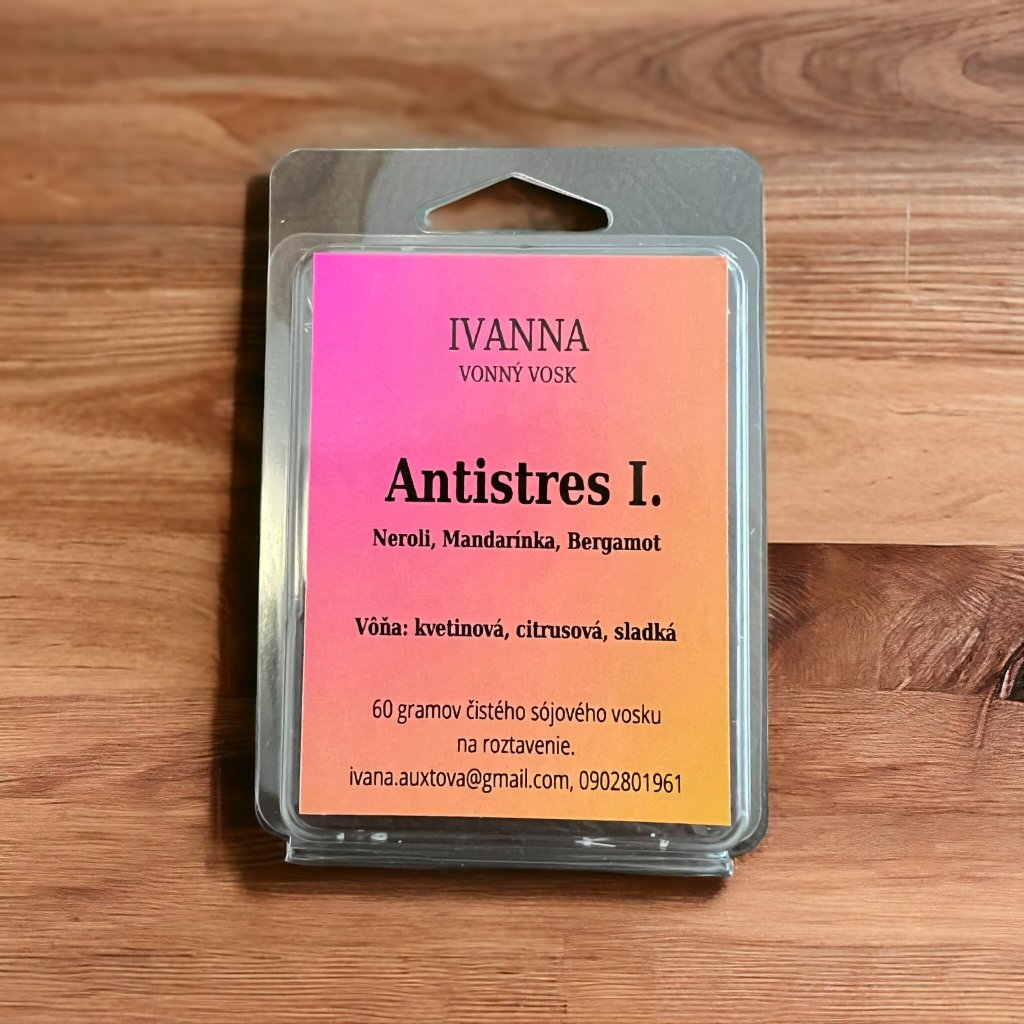 IVANNA
VONNÝ VOSK
Antistres I.
Neroli, Mandarínka, Bergamot
Vôňa: kvetinová, citrusová, sladká
60 gramov čistého sójového vosku
na roztavenie.
ivana.auxtova@gmail.com, 0902801961